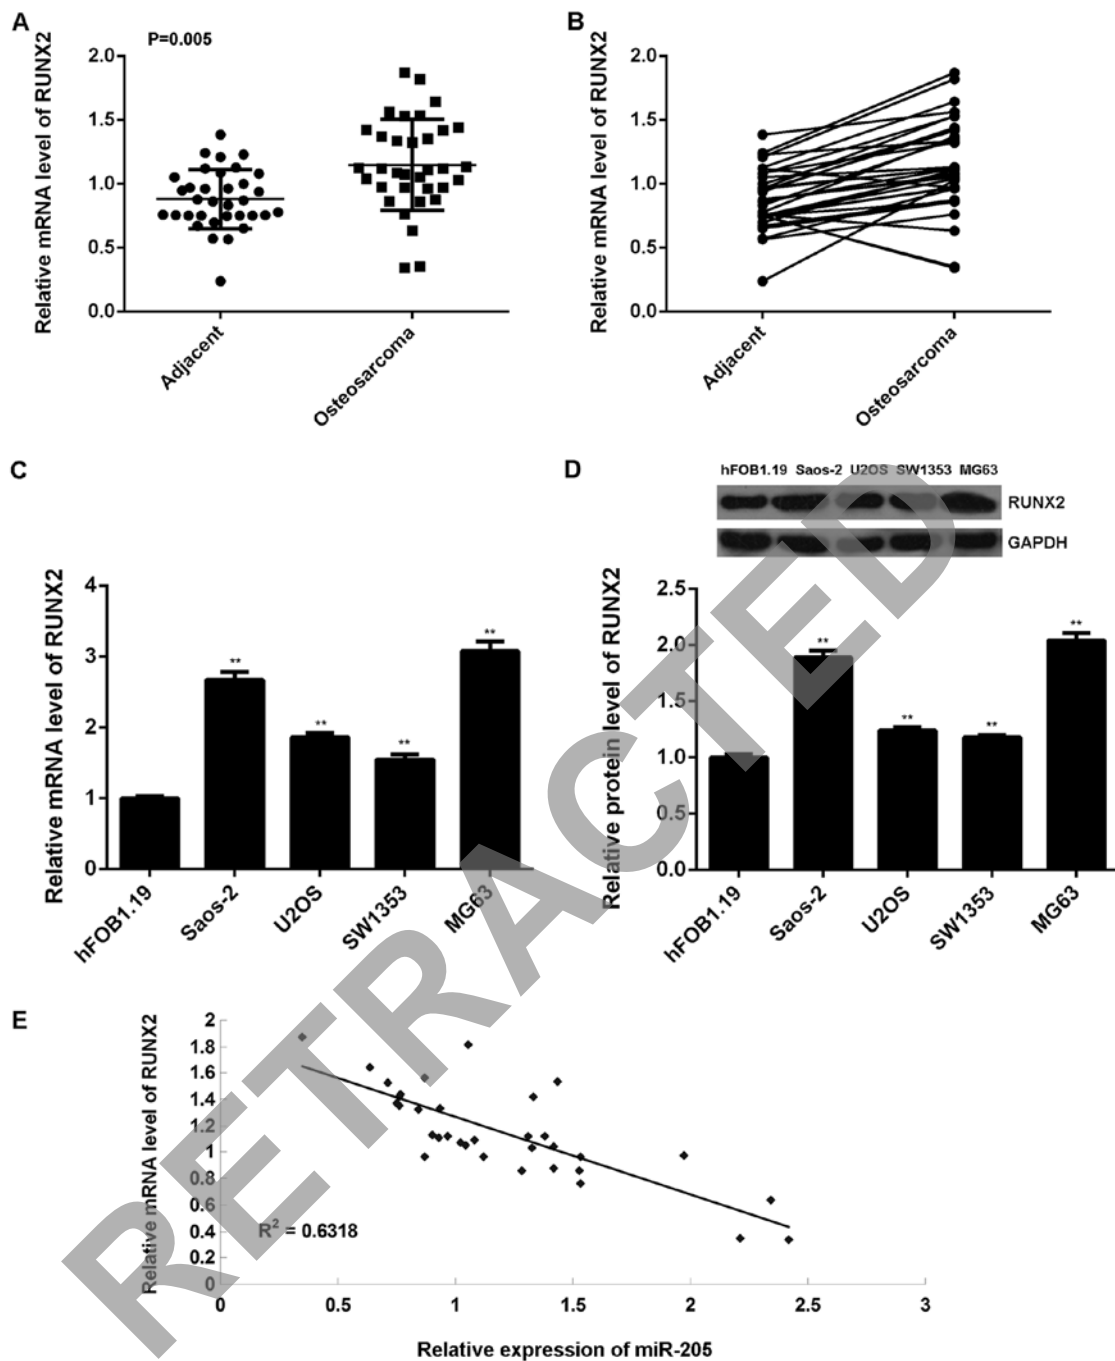 A
P=0.005
Relative mRNA level of RUNX2
2.0
1.5
1.0
0.5
0.0
Adjacent
Osteosarcoma
B
Relative mRNA level of RUNX2
2.0
1.5
1.0
0.5
0.0
Adjacent
Osteosarcoma
C
Relative mRNA level of RUNX2
4
3
2
1
0
**
**
**
**
hFOB1.19
Saos-2
U2OS
SW1353
MG63
D
hFOB1.19 Saos-2 U2OS SW1353 MG63
RUNX2
GAPDH
Relative protein level of RUNX2
2.5
2.0
1.5
1.0
0.5
0.0
**
**
**
**
hFOB1.19
Saos-2
U2OS
SW1353
MG63
E
Relative mRNA level of RUNX2
2
1.8
1.6
1.4
1.2
1
0.8
0.6
0.4
0.2
0
R² = 0.6318
0 0.5 1 1.5 2 2.5 3
Relative expression of miR-205
RETRACTED